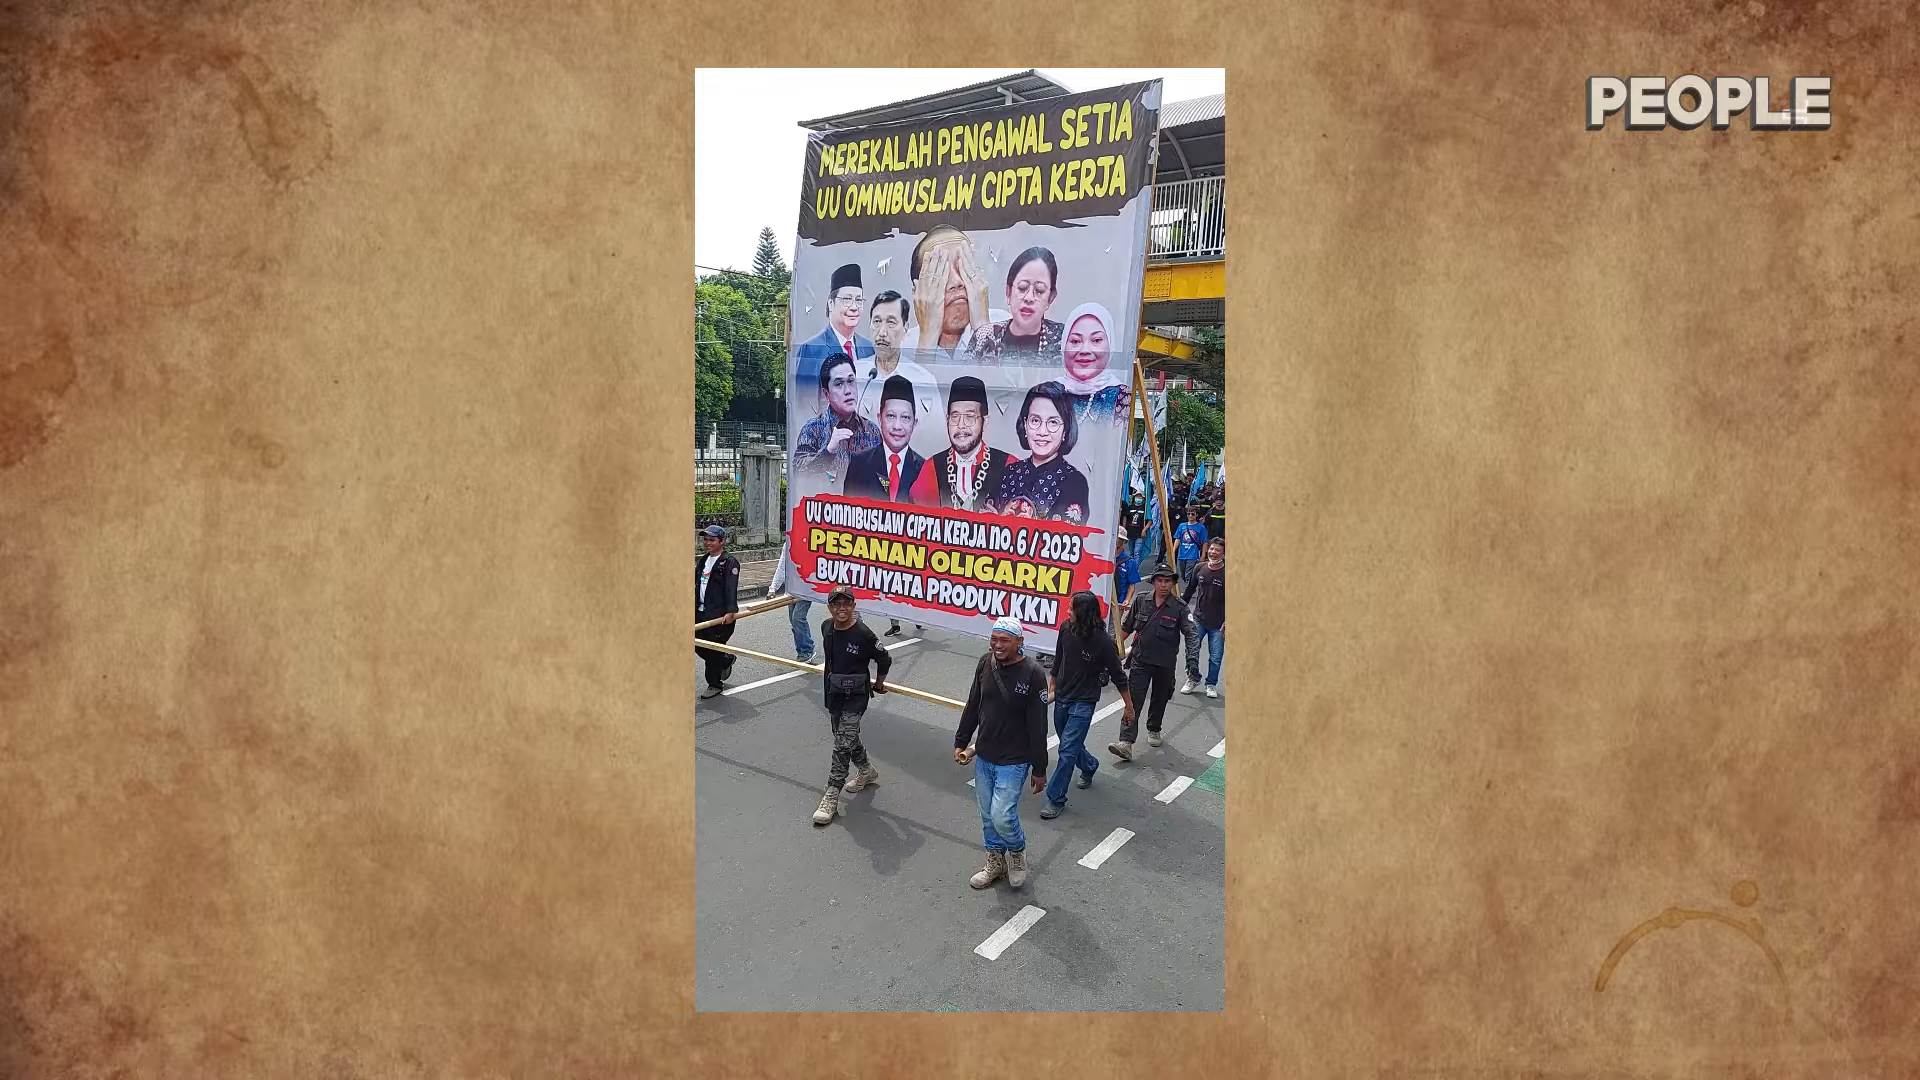 PEOPLE
MEREKALAH PENGAWAL SETIA
UU OMNIBUSLAW CIPTA KERJA
UU OMNIBUSLAW CIPTA KERJA NO. 6 / 2023
PESANAN OLIGARKI
BUKTI NYATA PRODUK KKN